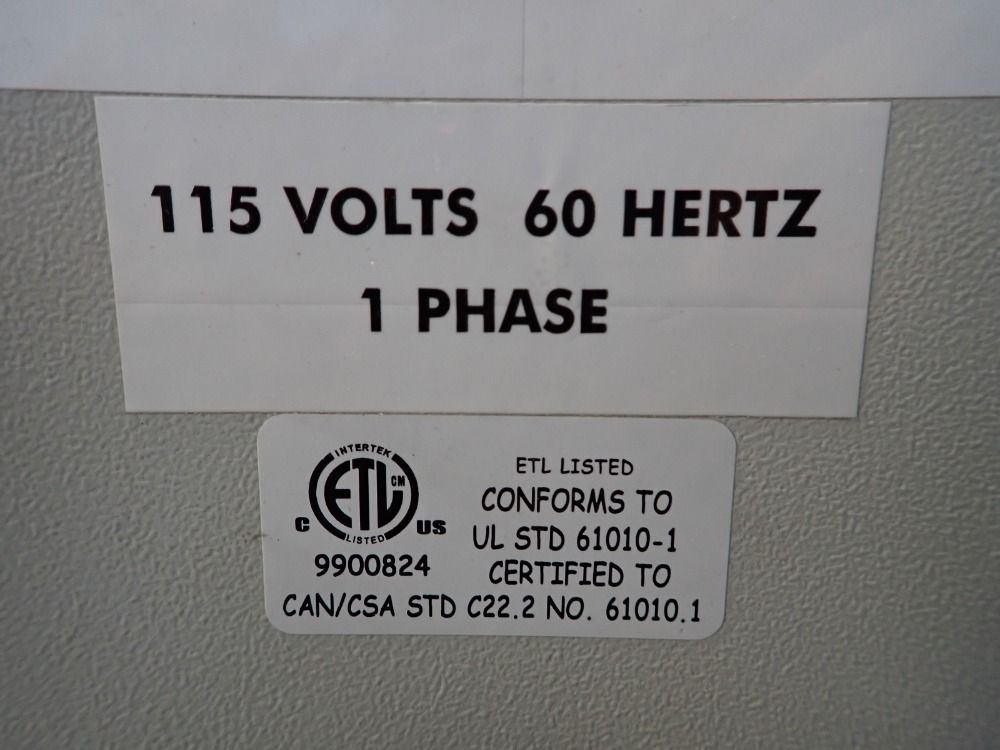 115 VOLTS 60 HERTZ
1 PHASE
INTERTEK
ETL CM
LISTED
C US
9900824
ETL LISTED
CONFORMS TO
UL STD 61010-1
CERTIFIED TO
CAN/CSA STD C22.2 NO. 61010.1